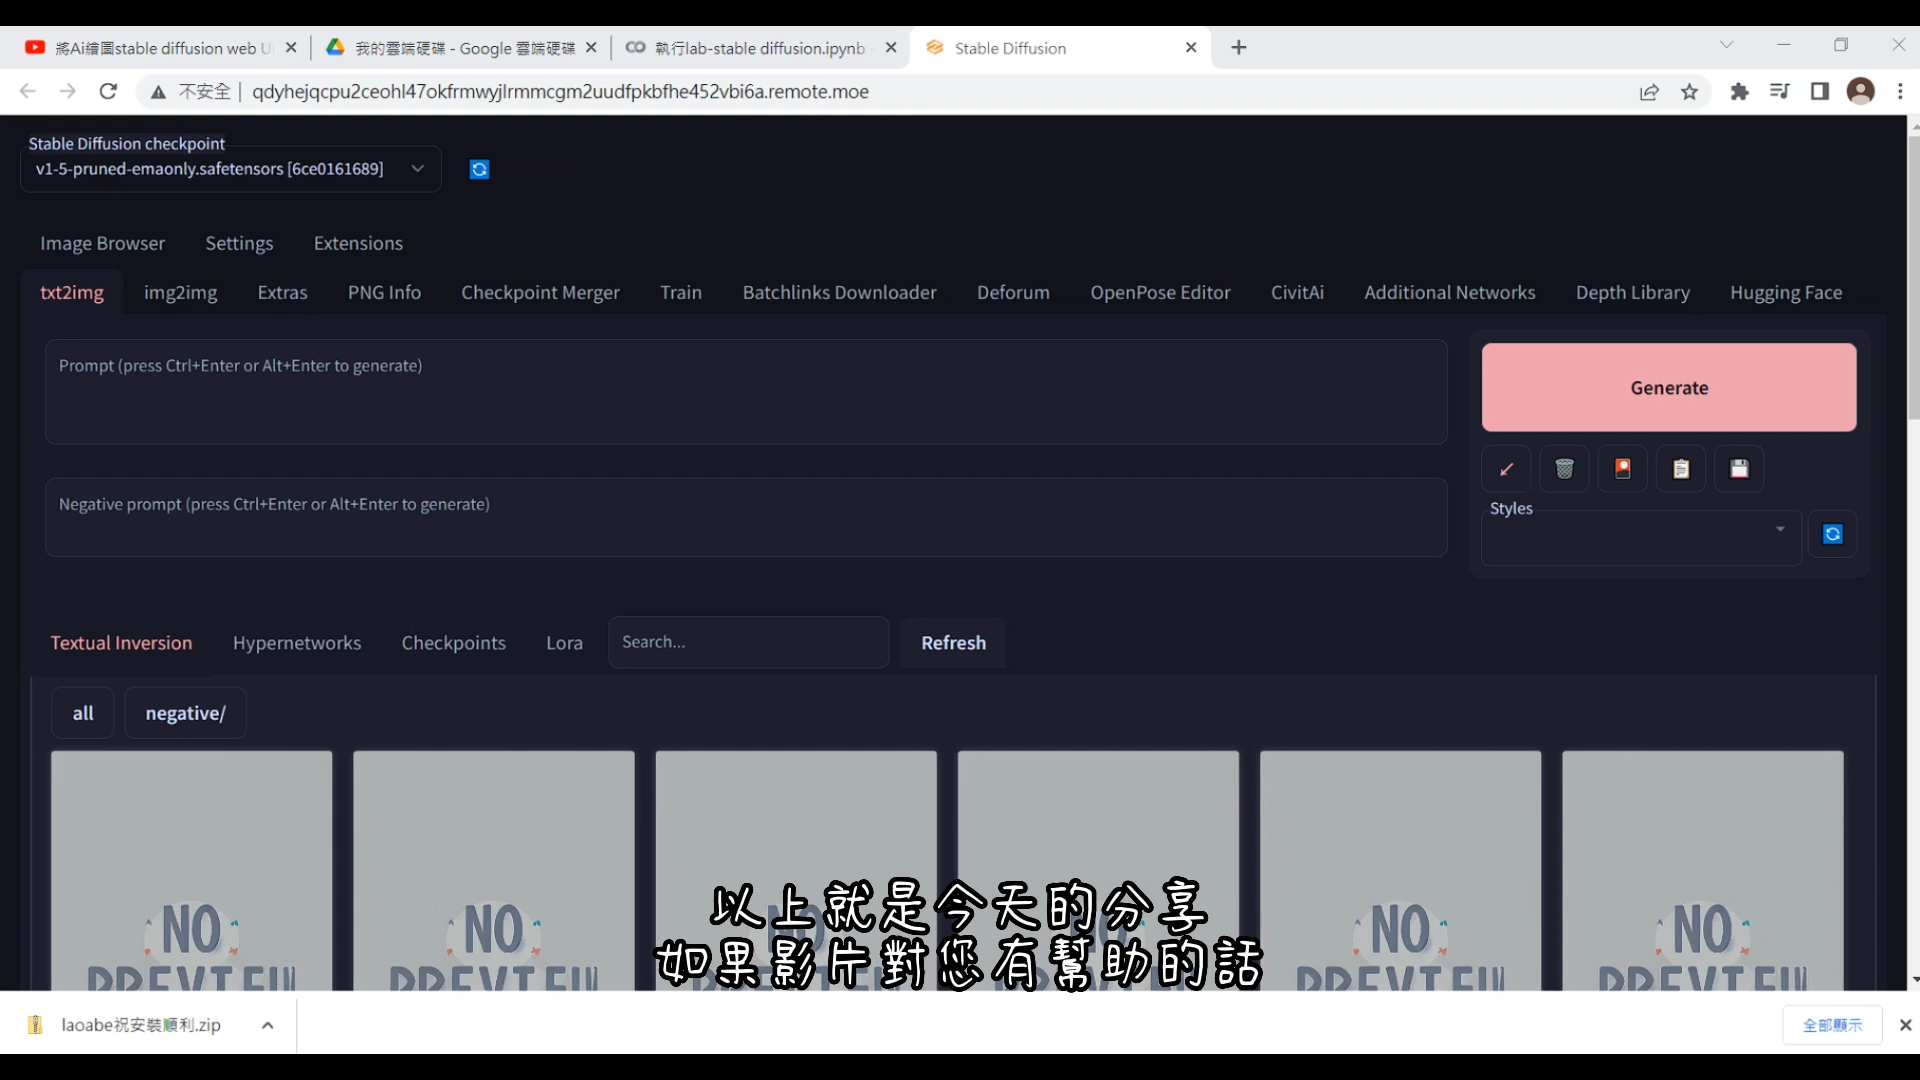 將Ai繪圖stable diffusion web U
我的雲端硬碟 - Google 雲端硬碟
執行lab-stable diffusion.ipynb -
Stable Diffusion
不安全
qdyhejqcpu2ceohl47okfrmwyjlrmmcgm2uudfpkbfhe452vbi6a.remote.moe
Stable Diffusion checkpoint
v1-5-pruned-emaonly.safetensors [6ce0161689]
Image Browser Settings Extensions
txt2img img2img Extras PNG Info Checkpoint Merger Train Batchlinks Downloader Deforum OpenPose Editor CivitAi Additional Networks Depth Library Hugging Face
Prompt (press Ctrl+Enter or Alt+Enter to generate)
Generate
Negative prompt (press Ctrl+Enter or Alt+Enter to generate)
Styles
Textual Inversion Hypernetworks Checkpoints Lora Search... Refresh
all negative/
NO NO NO NO
PREVIEW PREVIEW PREVIEW PREVIEW
以上就是今天的分享
如果影片對您有幫助的話
laoabe祝安裝順利.zip
全部顯示